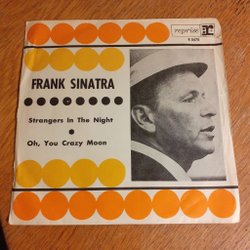 reprise
FRANK SINATRA
Strangers In The Night
Oh, You Crazy Moon